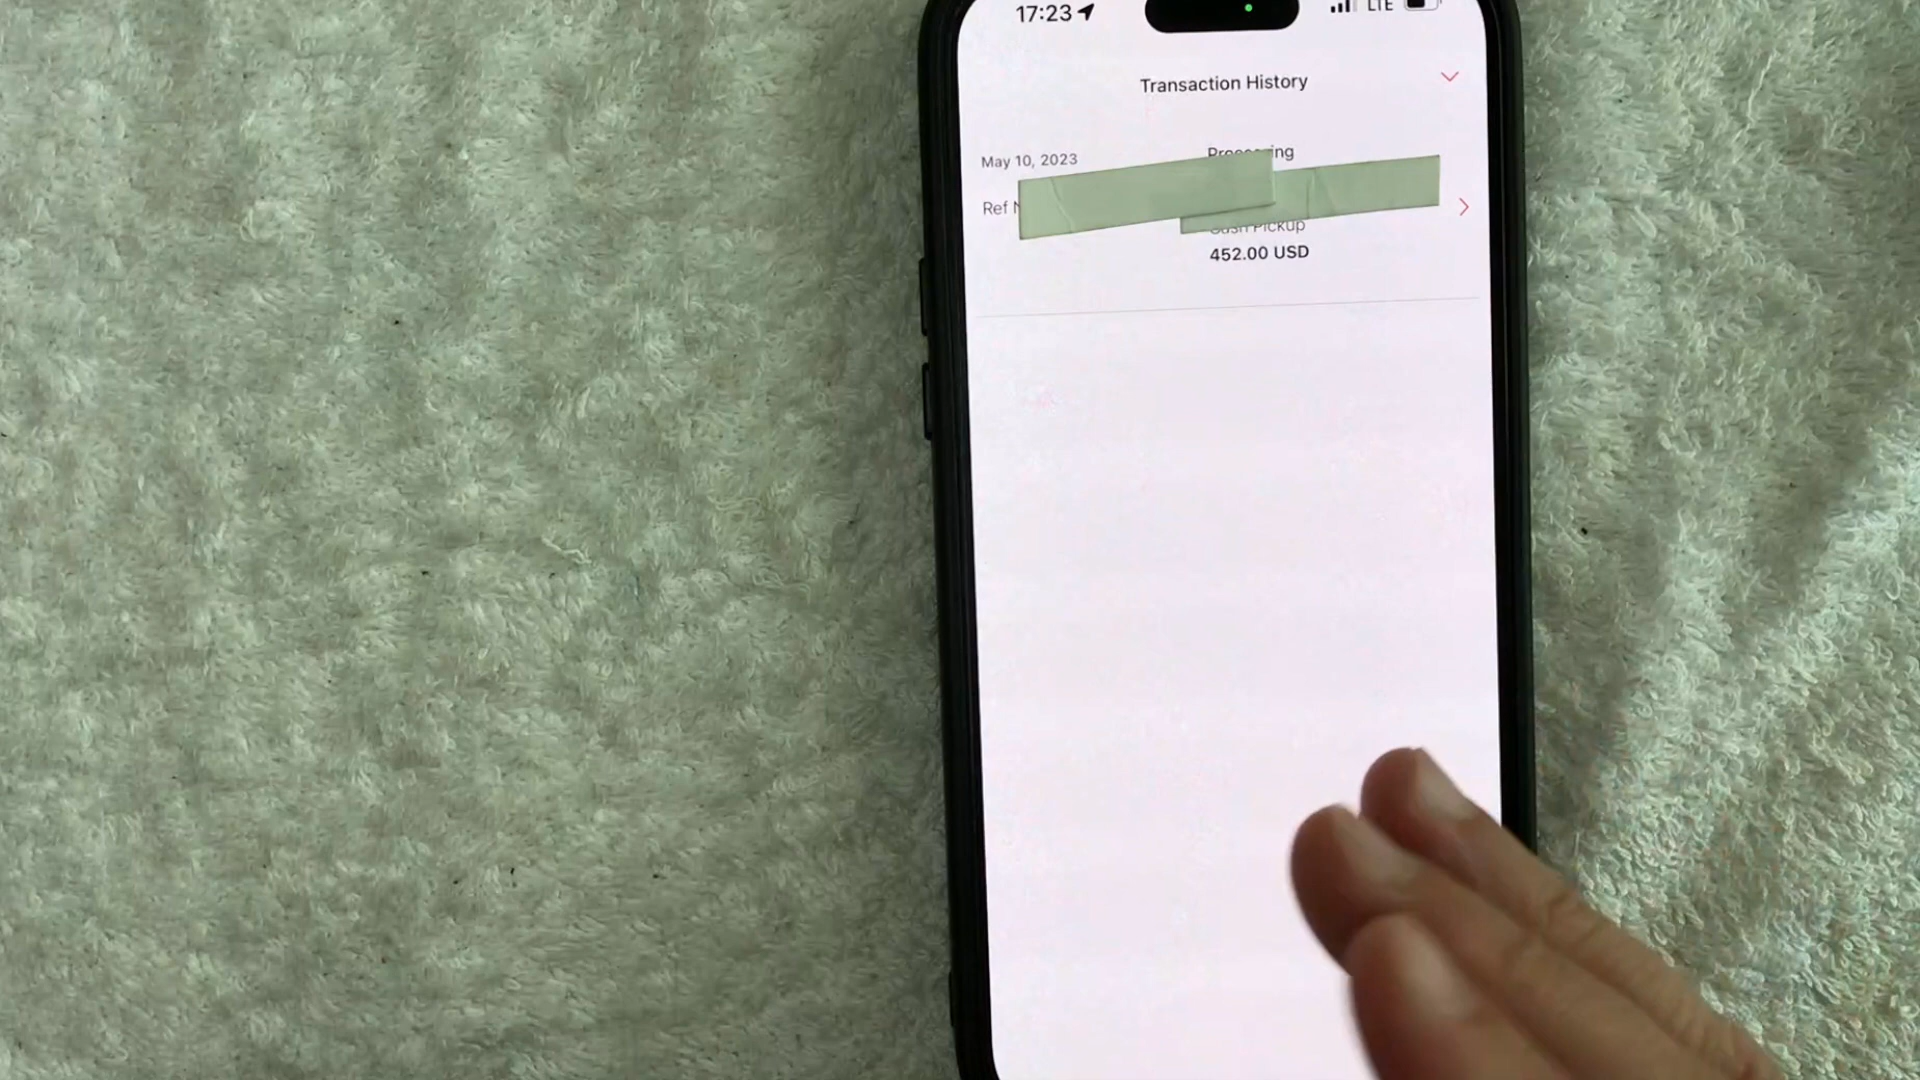 17:23 LTE
Transaction History
May 10, 2023
Processing
Ref
Cash Pickup
452.00 USD